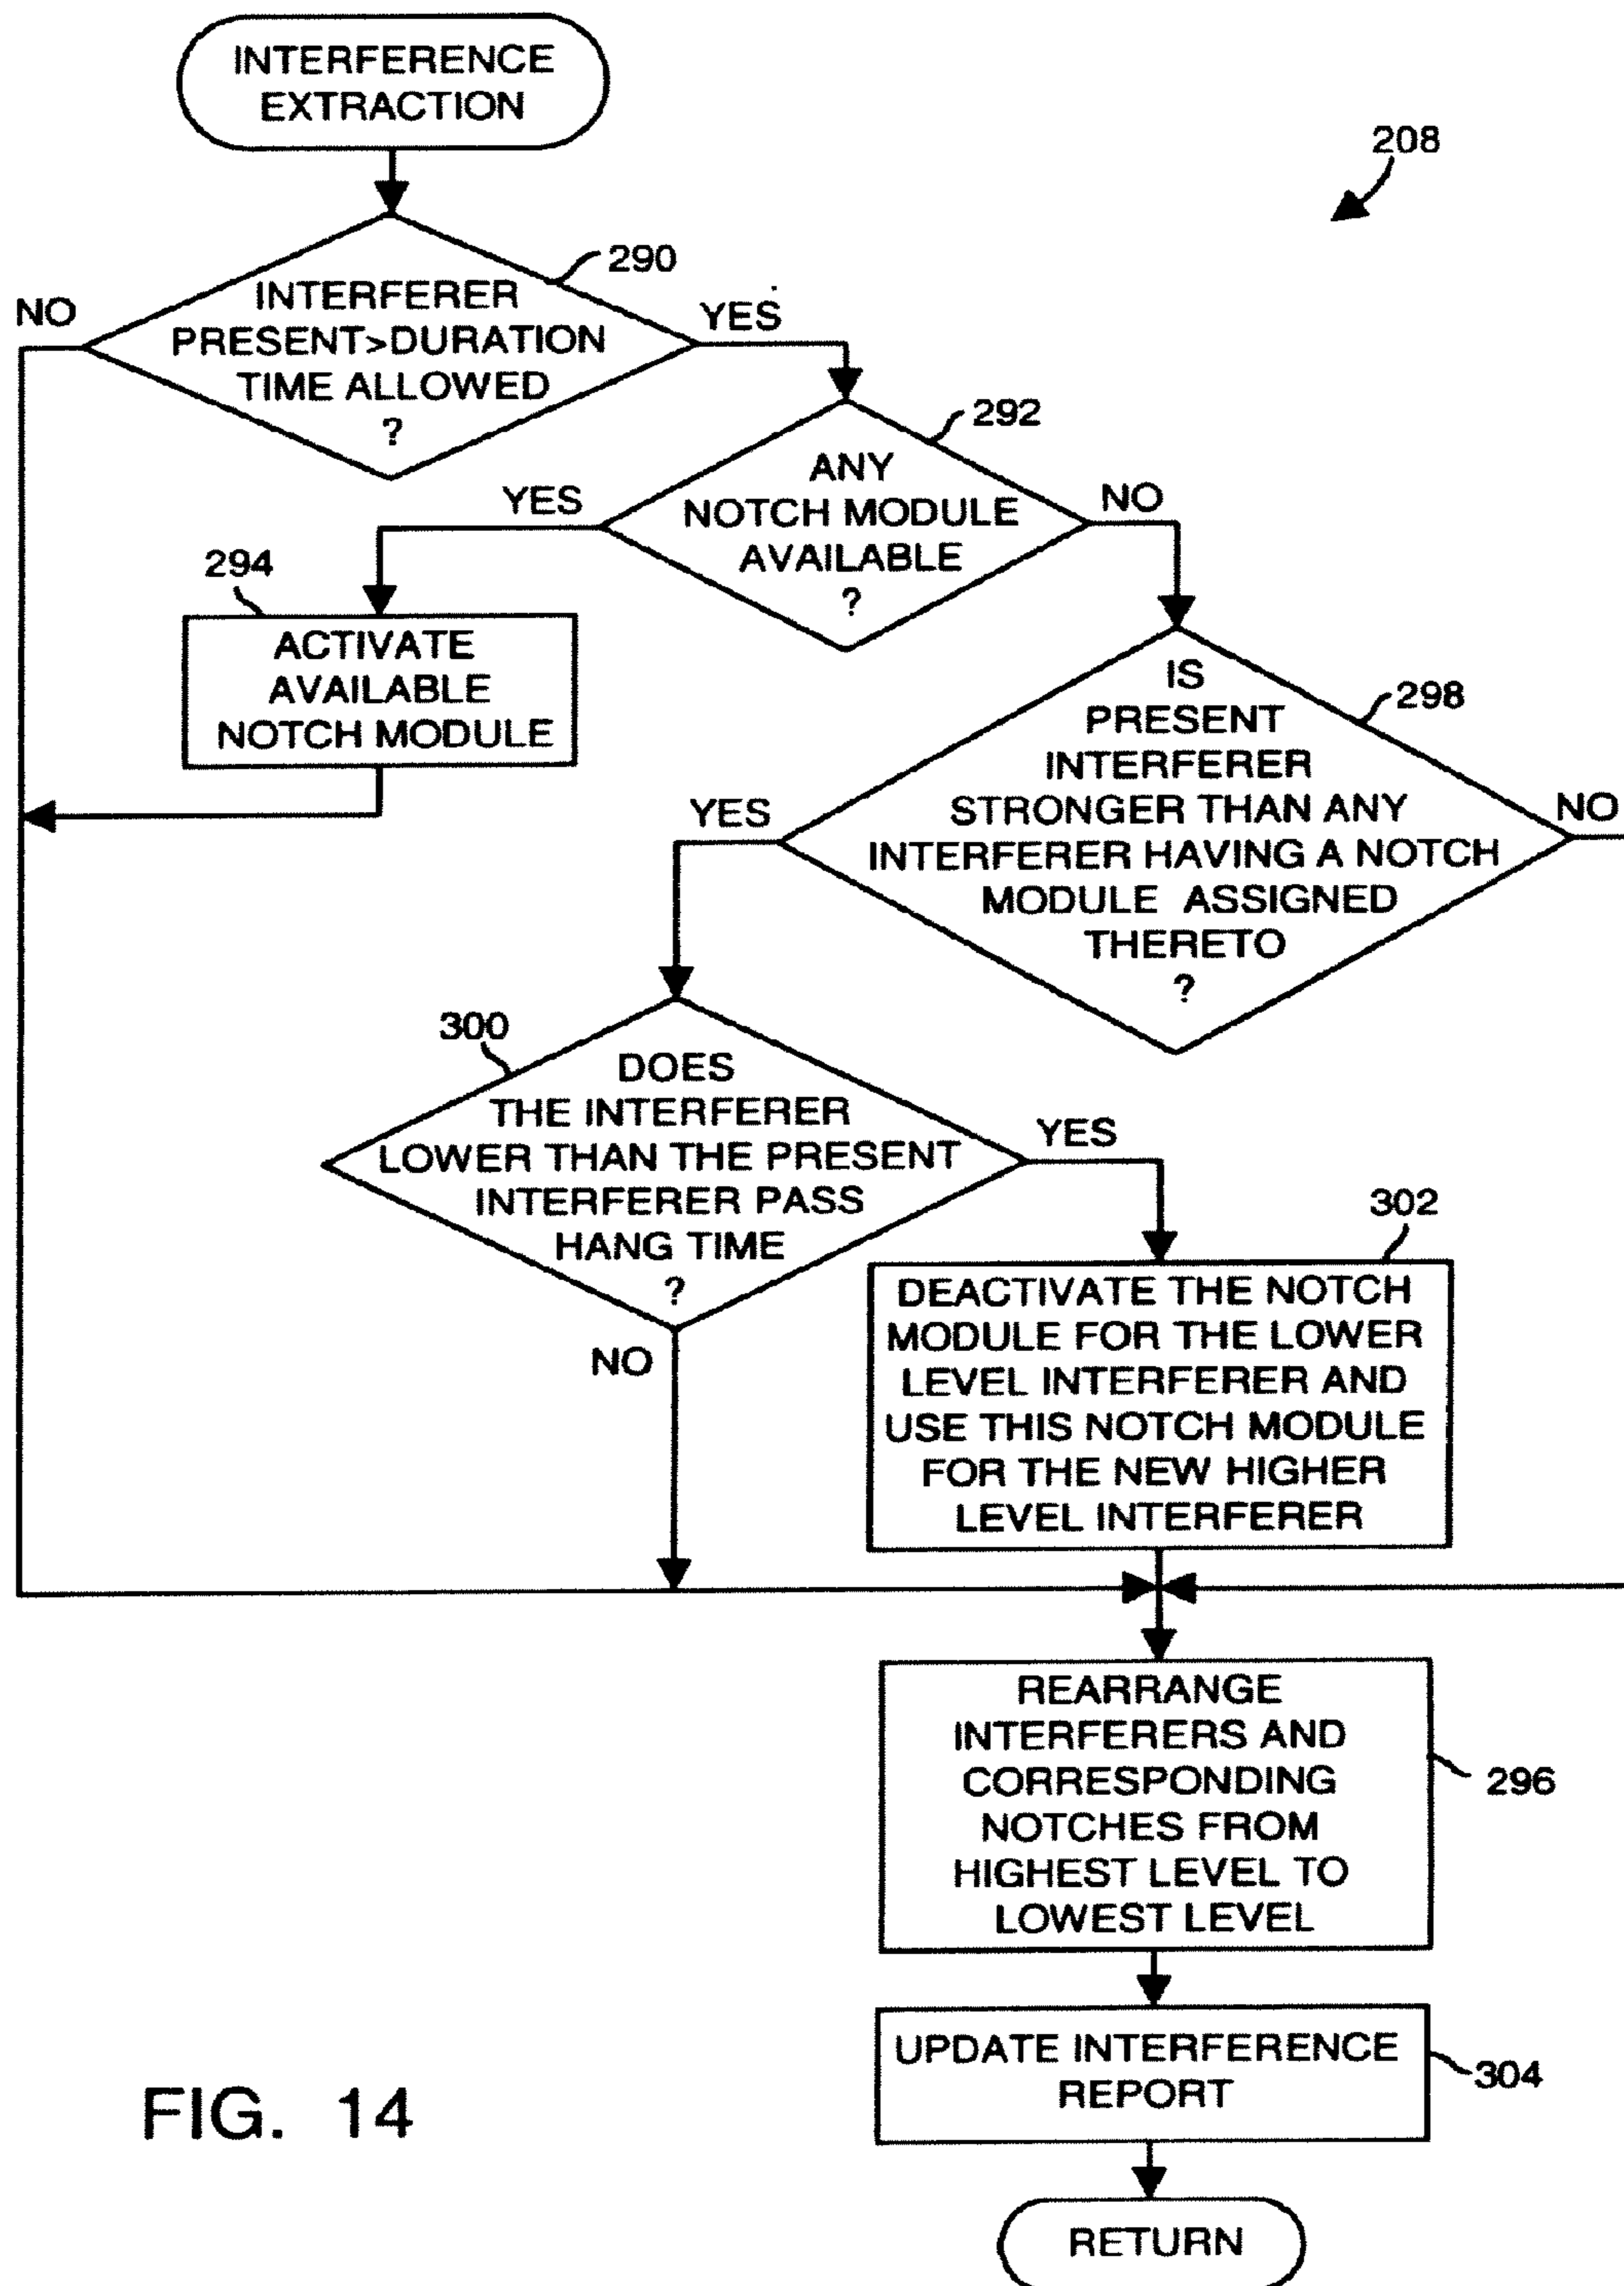 INTERFERENCE
EXTRACTION
208
290
NO
INTERFERER
PRESENT>DURATION
TIME ALLOWED
?
YES
292
ANY
NOTCH MODULE
AVAILABLE
?
YES
NO
294
ACTIVATE
AVAILABLE
NOTCH MODULE
298
IS
PRESENT
INTERFERER
STRONGER THAN ANY
INTERFERER HAVING A NOTCH
MODULE ASSIGNED
THERETO
?
YES
NO
300
DOES
THE INTERFERER
LOWER THAN THE PRESENT
INTERFERER PASS
HANG TIME
?
YES
NO
302
DEACTIVATE THE NOTCH
MODULE FOR THE LOWER
LEVEL INTERFERER AND
USE THIS NOTCH MODULE
FOR THE NEW HIGHER
LEVEL INTERFERER
REARRANGE
INTERFERERS AND
CORRESPONDING
NOTCHES FROM
HIGHEST LEVEL TO
LOWEST LEVEL
296
UPDATE INTERFERENCE
REPORT
304
RETURN
FIG. 14